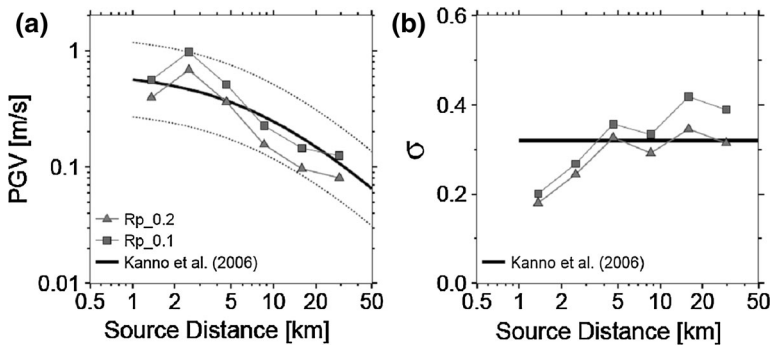 (a)
PGV [m/s]
1
0.1
0.01
Rp_0.2
Rp_0.1
Kanno et al. (2006)
0.5 1 2 5 10 20 50
Source Distance [km]
(b)
σ
0.6
0.4
0.2
0.0
Kanno et al. (2006)
0.5 1 2 5 10 20 50
Source Distance [km]